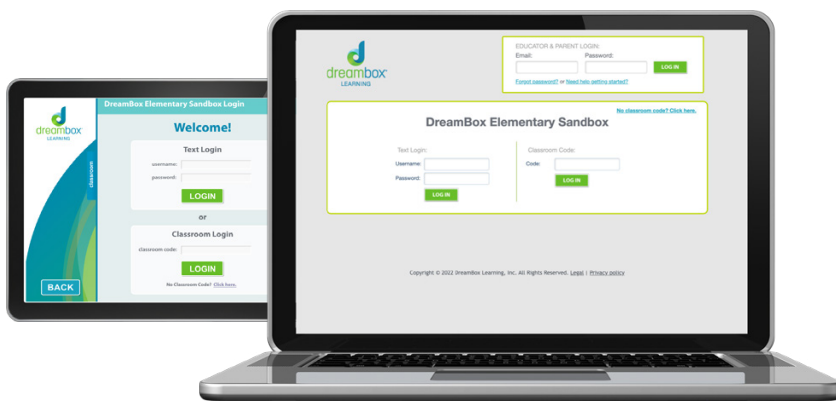 dreambox
LEARNING
DreamBox Elementary Sandbox Login
Welcome!
Text Login
username:
password:
LOGIN
or
Classroom Login
classroom code:
LOGIN
No Classroom Code? Click here.
classroom
BACK
dreambox
LEARNING
EDUCATOR & PARENT LOGIN:
Email: Password:
LOG IN
Forgot password? or Need help getting started?
No classroom code? Click here.
DreamBox Elementary Sandbox
Text Login:
Username:
Password:
LOG IN
Classroom Code:
Code:
LOG IN
Copyright © 2022 DreamBox Learning, Inc. All Rights Reserved. Legal | Privacy policy